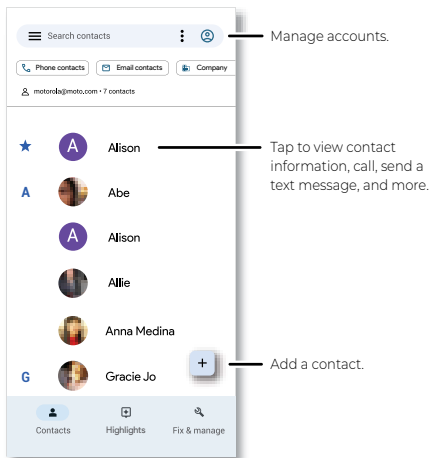 Search contacts
Manage accounts.
Phone contacts
Email contacts
Company
motorola@moto,com • 7 contacts
A Alison
Tap to view contact
information, call, send a
text message, and more.
A Abe
A Alison
Allie
Anna Medina
+
Add a contact.
G Gracie Jo
Contacts
Highlights
Fix & manage